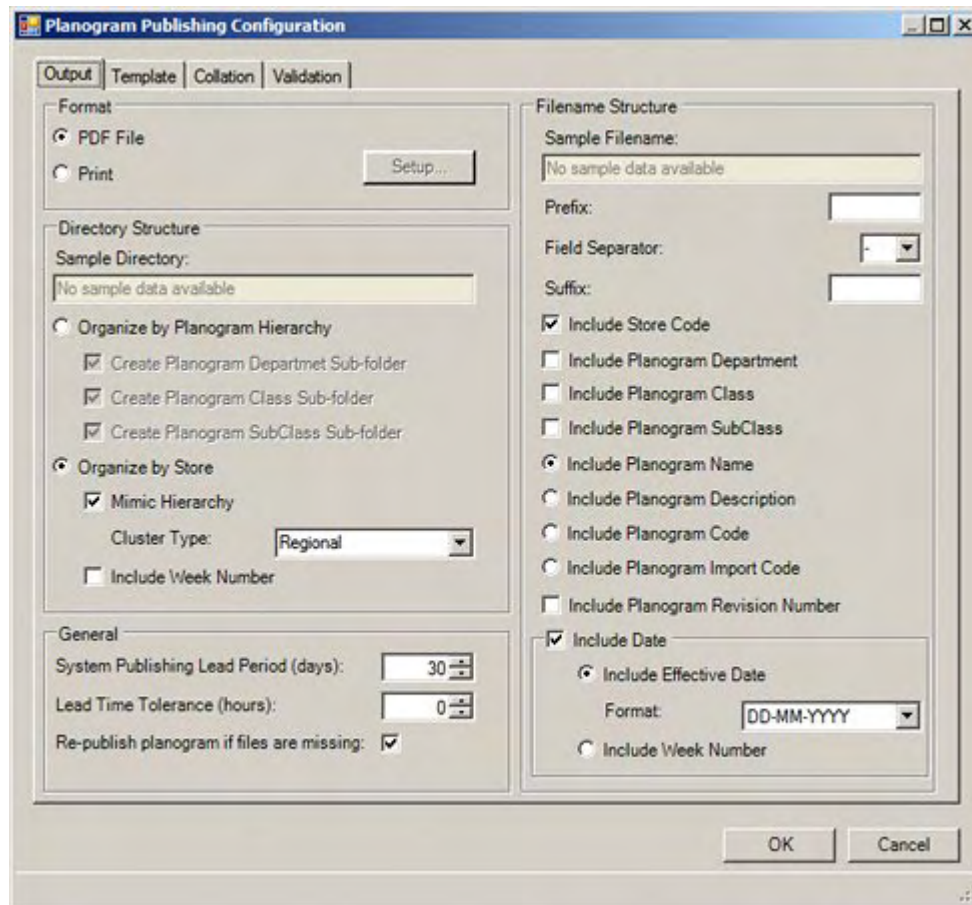 Planogram Publishing Configuration
Output Template Collation Validation
Format
PDF File
Print
Setup...
Directory Structure
Sample Directory:
No sample data available
Organize by Planogram Hierarchy
Create Planogram Departmet Sub-folder
Create Planogram Class Sub-folder
Create Planogram SubClass Sub-folder
Organize by Store
Mimic Hierarchy
Cluster Type: Regional
Include Week Number
General
System Publishing Lead Period (days): 30
Lead Time Tolerance (hours): 0
Re-publish planogram if files are missing:
Filename Structure
Sample Filename:
No sample data available
Prefix:
Field Separator: -
Suffix:
Include Store Code
Include Planogram Department
Include Planogram Class
Include Planogram SubClass
Include Planogram Name
Include Planogram Description
Include Planogram Code
Include Planogram Import Code
Include Planogram Revision Number
Include Date
Include Effective Date
Format: DD-MM-YYYY
Include Week Number
OK Cancel